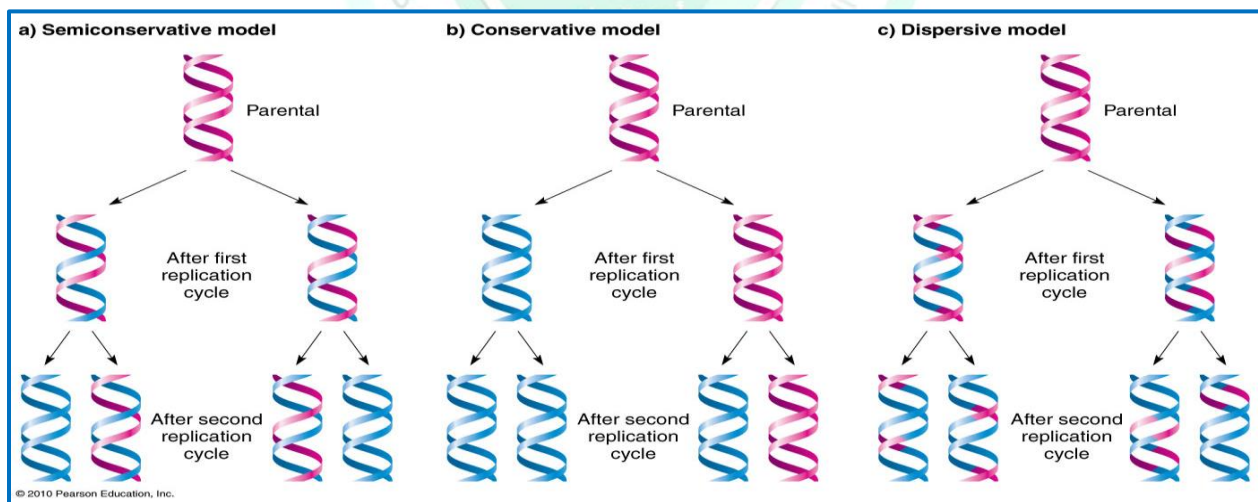 a) Semiconservative model
Parental
After first
replication
cycle
After second
replication
cycle
b) Conservative model
Parental
After first
replication
cycle
After second
replication
cycle
c) Dispersive model
Parental
After first
replication
cycle
After second
replication
cycle
© 2010 Pearson Education, Inc.